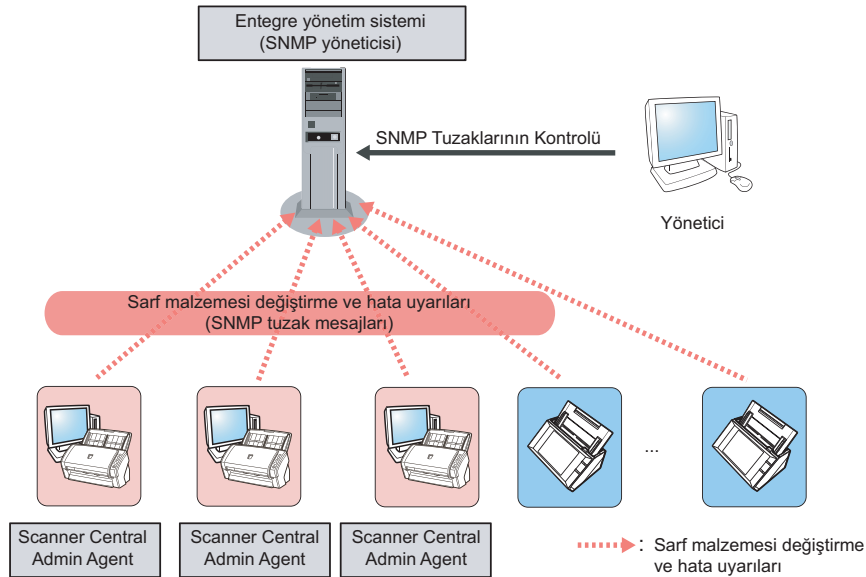 Entegre yönetim sistemi
(SNMP yöneticisi)
SNMP Tuzaklarının Kontrolü
Yönetici
Sarf malzemesi değiştirme ve hata uyarıları
(SNMP tuzak mesajları)
...
Scanner Central
Admin Agent
Scanner Central
Admin Agent
Scanner Central
Admin Agent
: Sarf malzemesi değiştirme
ve hata uyarıları